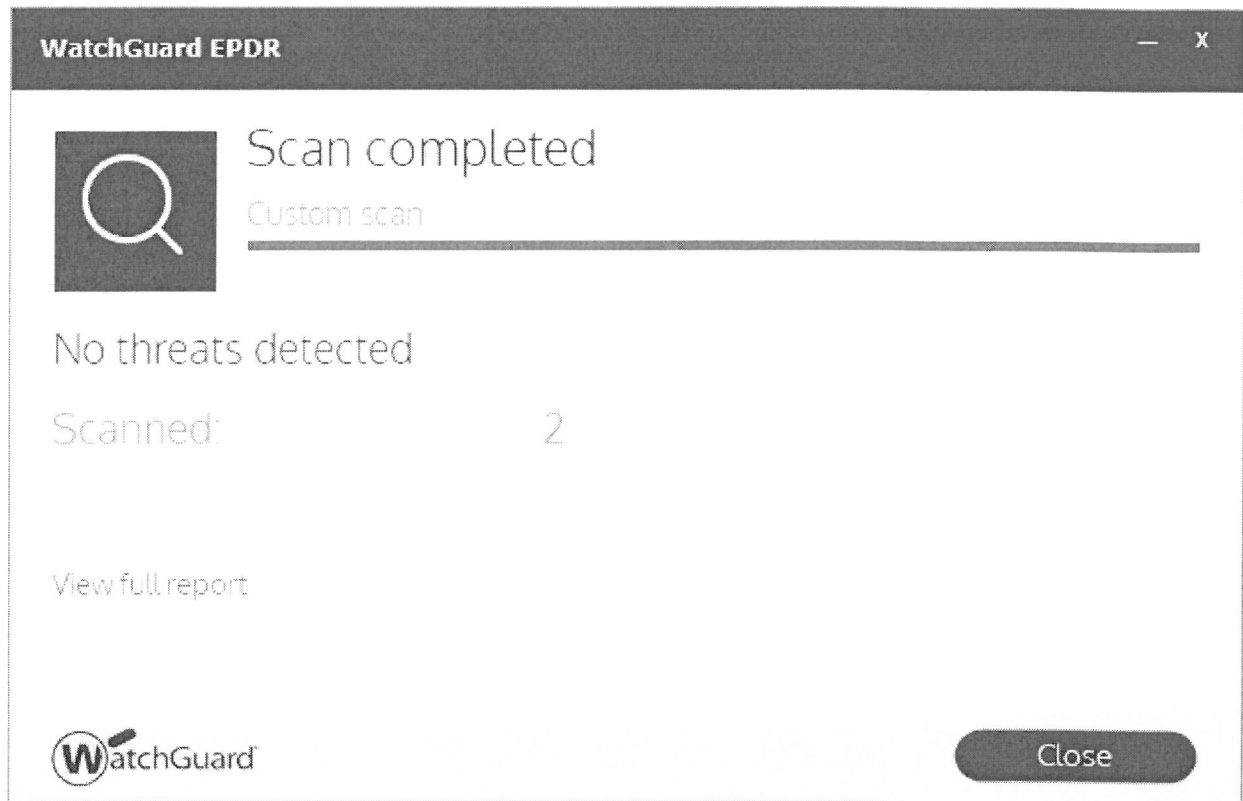 WatchGuard EPDR
— X
Scan completed
Custom scan
No threats detected
Scanned: 2
View full report
WatchGuard
Close